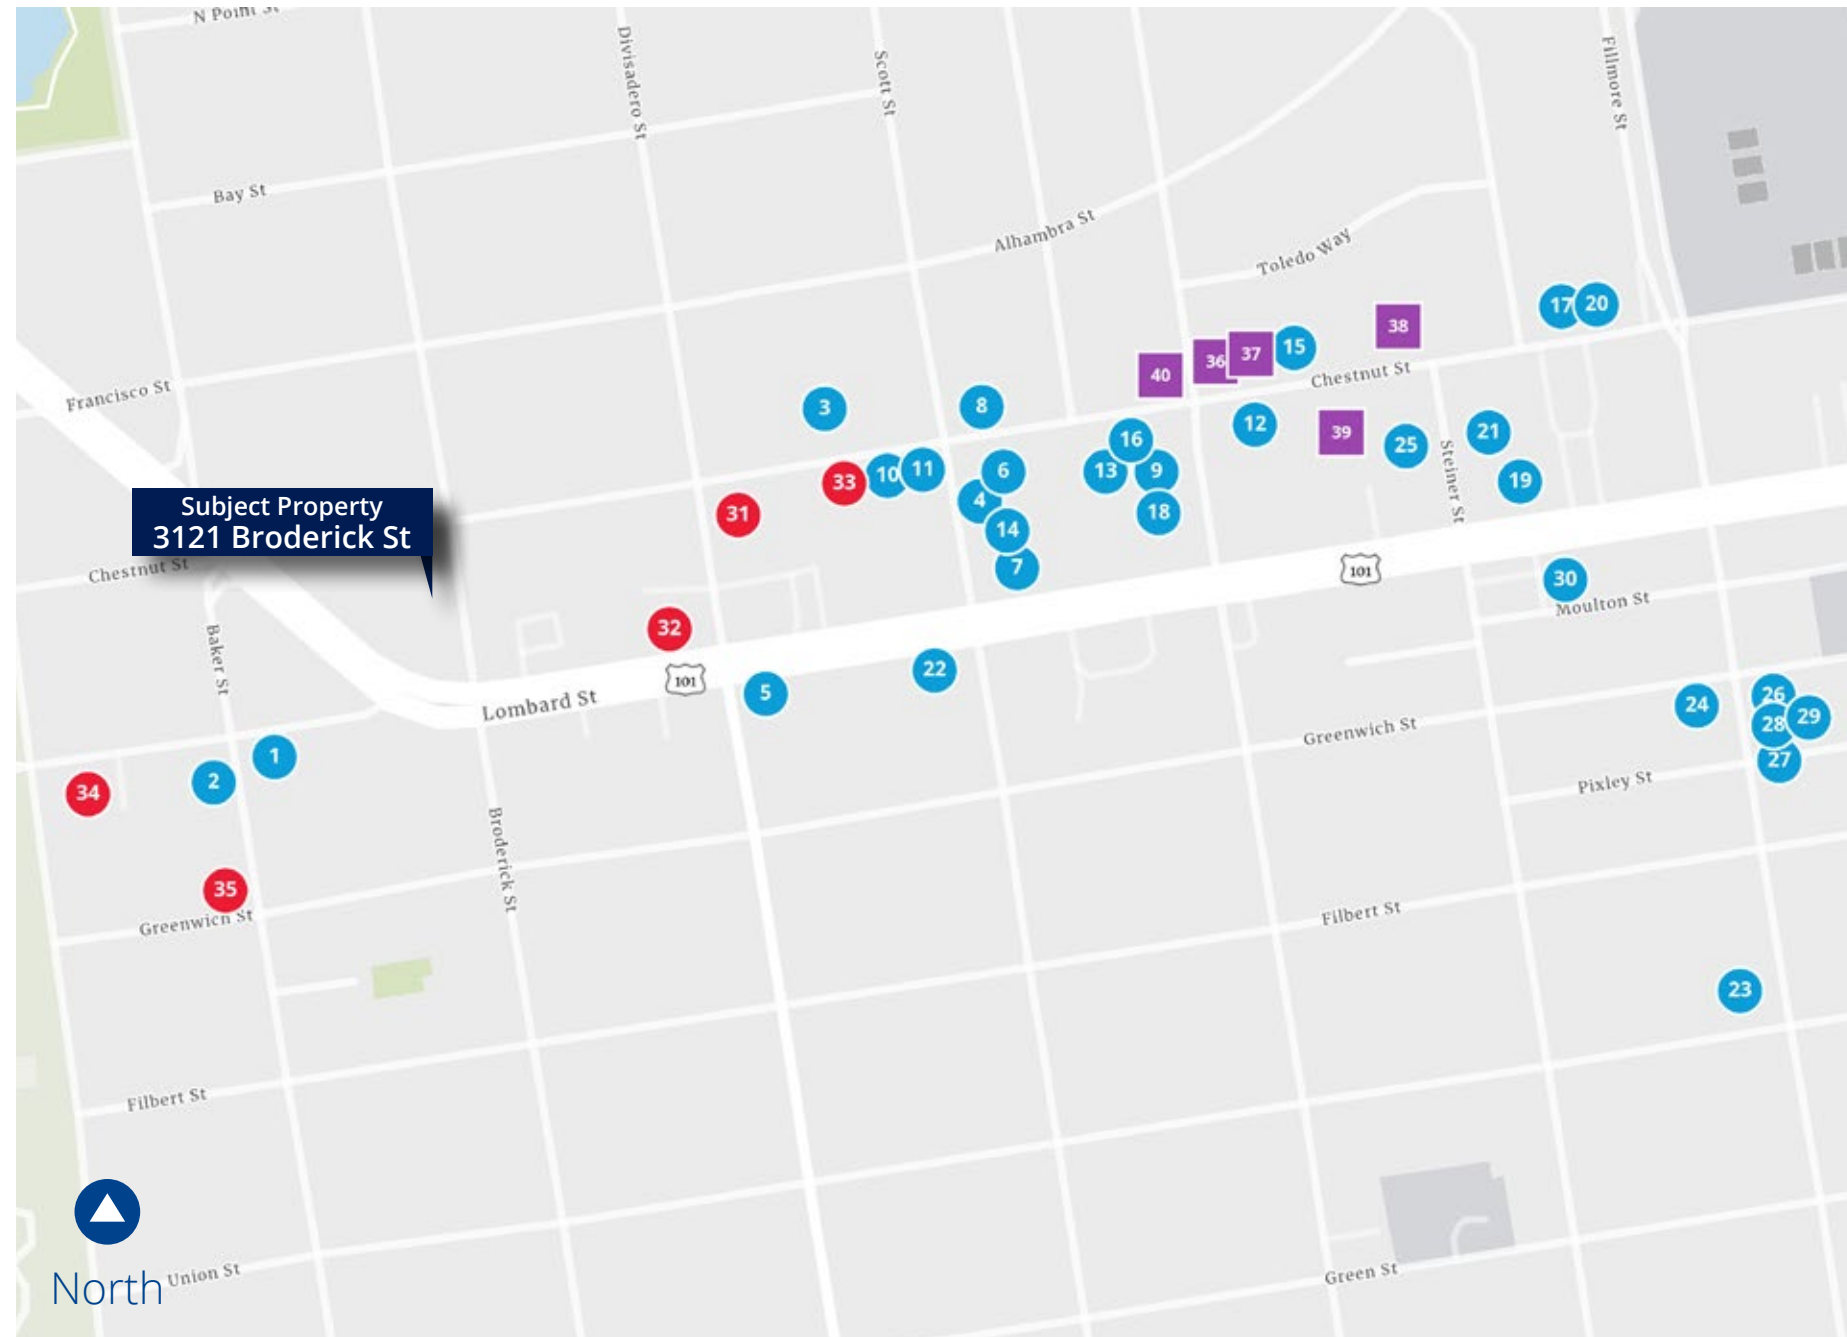 N Point St
Divisadero St
Scott St
Fillmore St
Bay St
Alhambra St
Toledo Way
17
20
38
15
37
36
40
Chestnut St
Francisco St
3
8
12
39
25
21
16
13
9
18
19
Steiner St
33
10
11
6
4
14
7
31
Subject Property
3121 Broderick St
Chestnut St
101
30
Moulton St
32
101
22
5
Lombard St
Baker St
Greenwich St
24
26
28
29
27
Pixley St
1
2
34
Broderick St
35
Greenwich St
Filbert St
23
Filbert St
North
Union St
Green St